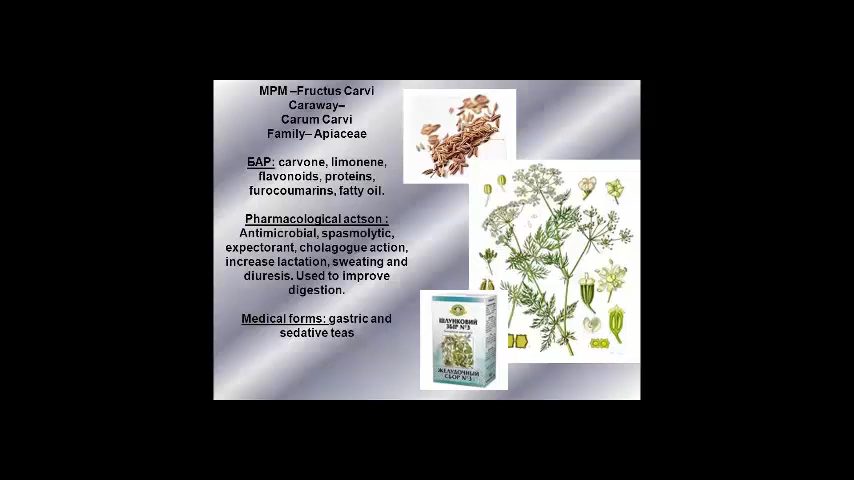 MPM –Fructus Carvi
Caraway–
Carum Carvi
Family– Apiaceae
БАР: carvone, limonene,
flavonoids, proteins,
furocoumarins, fatty oil.
Pharmacological actson :
Antimicrobial, spasmolytic,
expectorant, cholagogue action,
increase lactation, sweating and
diuresis. Used to improve
digestion.
Medical forms: gastric and
sedative teas
ШЛУНКОВИЙ
ЗБІР №3
ЖЕЛУДОЧНЫЙ
СБОР №3